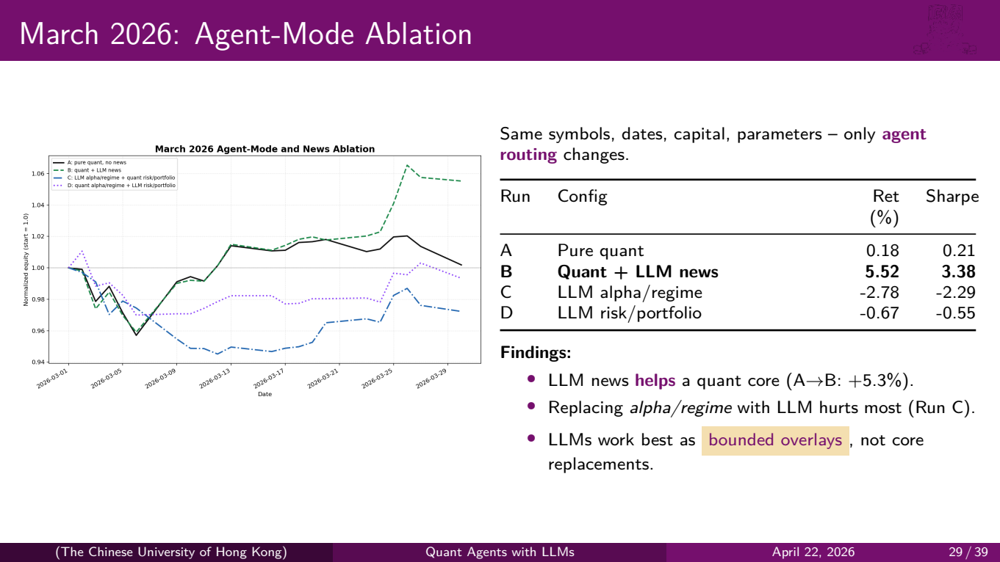 March 2026: Agent-Mode Ablation
March 2026 Agent-Mode and News Ablation
A: pure quant, no news
B: quant + LLM news
C: LLM alpha/regime + quant risk/portfolio
D: quant alpha/regime + LLM risk/portfolio
Normalized equity (start = 1.0)
1.06
1.04
1.02
1.00
0.98
0.96
0.94
2026-03-01
2026-03-05
2026-03-09
2026-03-13
2026-03-17
2026-03-21
2026-03-25
2026-03-29
Date
Same symbols, dates, capital, parameters – only agent
routing changes.
Run Config Ret Sharpe
(%)
A Pure quant 0.18 0.21
B Quant + LLM news 5.52 3.38
C LLM alpha/regime -2.78 -2.29
D LLM risk/portfolio -0.67 -0.55
Findings:
• LLM news helps a quant core (A→B: +5.3%).
• Replacing alpha/regime with LLM hurts most (Run C).
• LLMs work best as bounded overlays , not core
replacements.
(The Chinese University of Hong Kong) Quant Agents with LLMs April 22, 2026 29 / 39